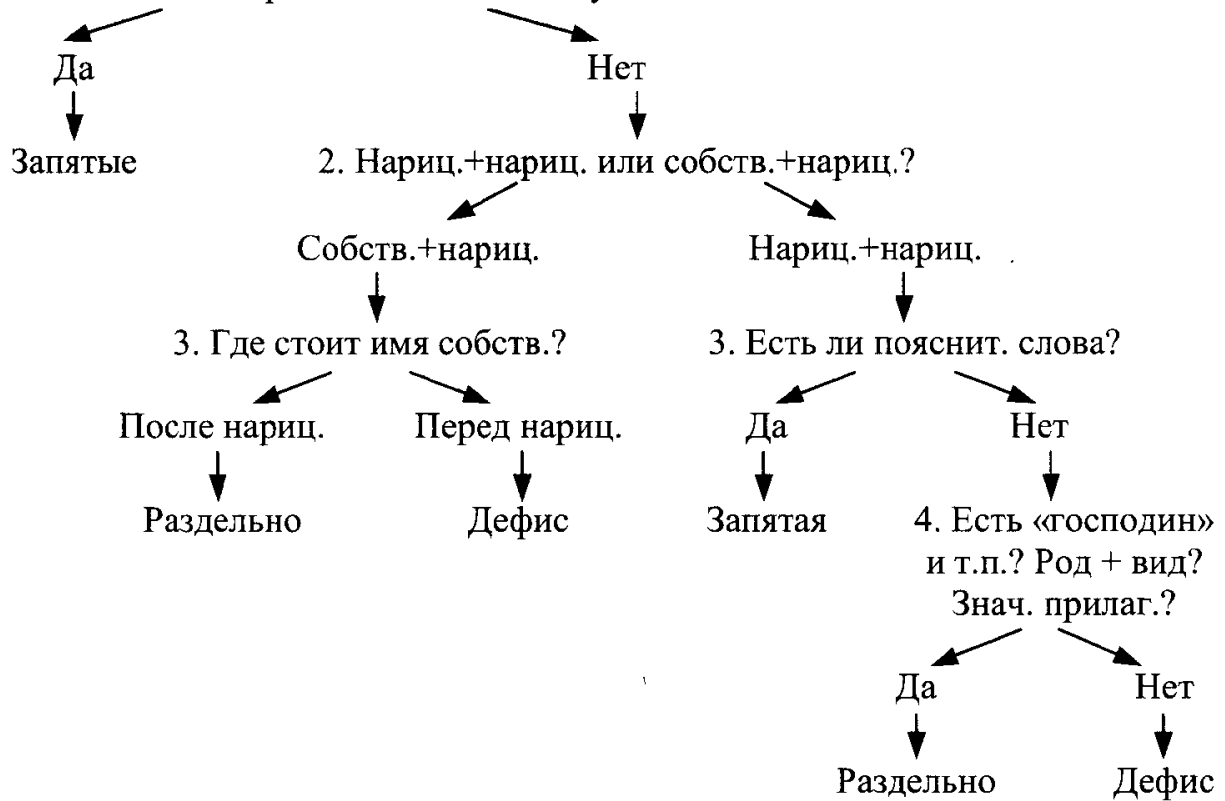 Да Нет
Запятые 2. Нариц.+нариц. или собств.+нариц.?
Собств.+нариц. Нариц.+нариц.
3. Где стоит имя собств.? 3. Есть ли пояснит. слова?
После нариц. Перед нариц. Да Нет
Раздельно Дефис Запятая 4. Есть «господин»
и т.п.? Род + вид?
Знач. прилаг.?
Да Нет
Раздельно Дефис